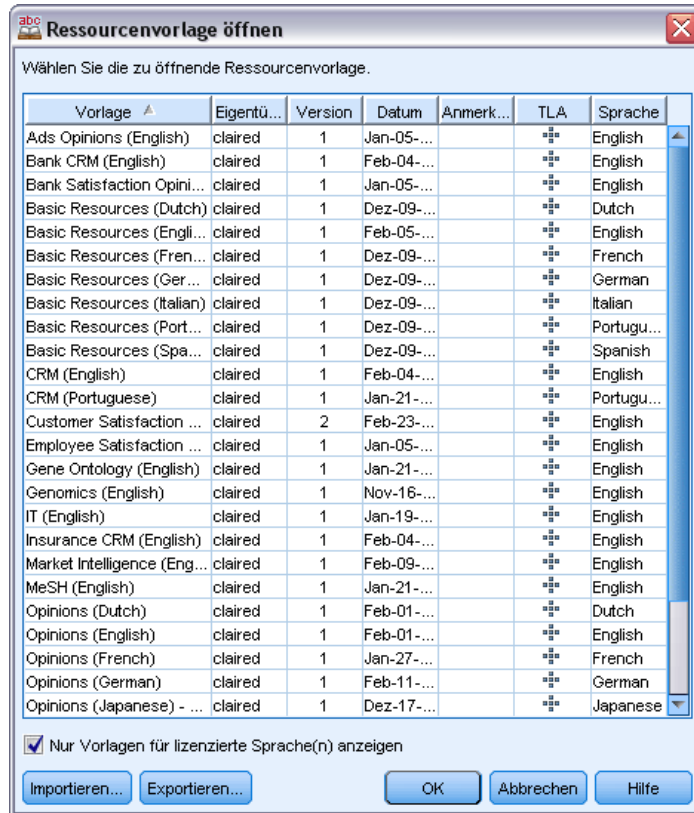 abc
Ressourcenvorlage öffnen
Wählen Sie die zu öffnende Ressourcenvorlage.
Vorlage Eigentü... Version Datum Anmerk... TLA Sprache
Ads Opinions (English) claired 1 Jan-05-... English
Bank CRM (English) claired 1 Feb-04-... English
Bank Satisfaction Opini... claired 1 Jan-05-... English
Basic Resources (Dutch) claired 1 Dez-09-... Dutch
Basic Resources (Engli... claired 1 Feb-05-... English
Basic Resources (Fren... claired 1 Dez-09-... French
Basic Resources (Ger... claired 1 Dez-09-... German
Basic Resources (Italian) claired 1 Dez-09-... Italian
Basic Resources (Port... claired 1 Dez-09-... Portugu...
Basic Resources (Spa... claired 1 Dez-09-... Spanish
CRM (English) claired 1 Feb-04-... English
CRM (Portuguese) claired 1 Jan-21-... Portugu...
Customer Satisfaction ... claired 2 Feb-23-... English
Employee Satisfaction ... claired 1 Jan-05-... English
Gene Ontology (English) claired 1 Jan-21-... English
Genomics (English) claired 1 Nov-16-... English
IT (English) claired 1 Jan-19-... English
Insurance CRM (English) claired 1 Feb-04-... English
Market Intelligence (Eng... claired 1 Feb-09-... English
MeSH (English) claired 1 Jan-21-... English
Opinions (Dutch) claired 1 Feb-01-... Dutch
Opinions (English) claired 1 Feb-01-... English
Opinions (French) claired 1 Jan-27-... French
Opinions (German) claired 1 Feb-11-... German
Opinions (Japanese) - ... claired 1 Dez-17-... Japanese
Nur Vorlagen für lizenzierte Sprache(n) anzeigen
Importieren... Exportieren... OK Abbrechen Hilfe